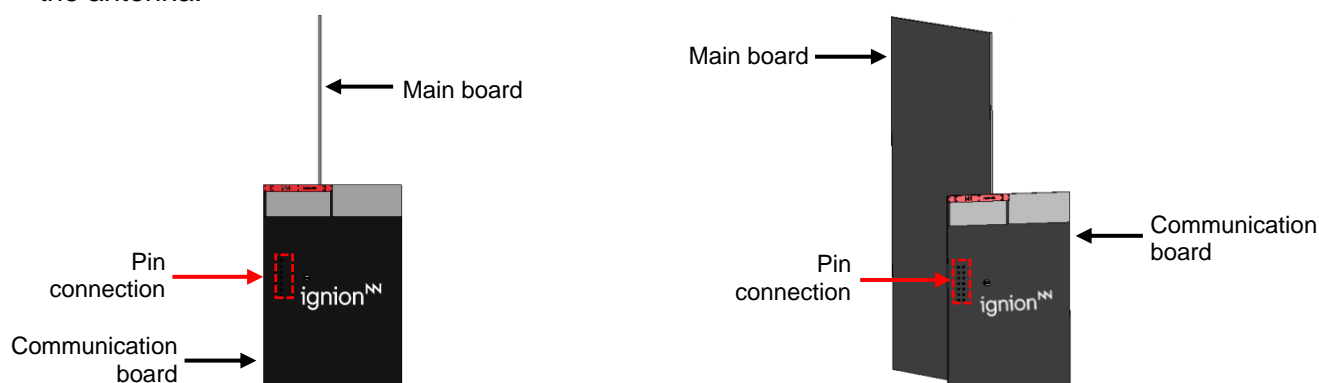 the antenna.
Main board
Pin
connection
ignion
Communication
board
Main board
Communication
board
Pin
connection
ignion